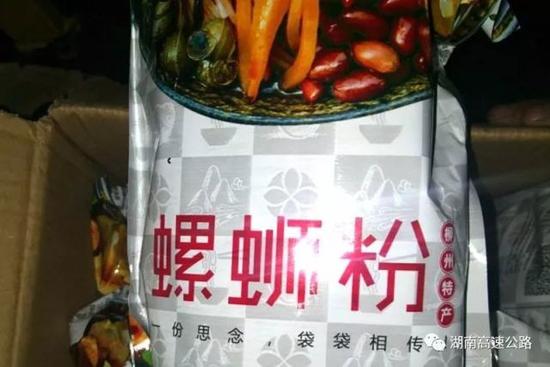 螺蛳粉
柳州特产
一份思念，袋袋相传
湖南高速公路